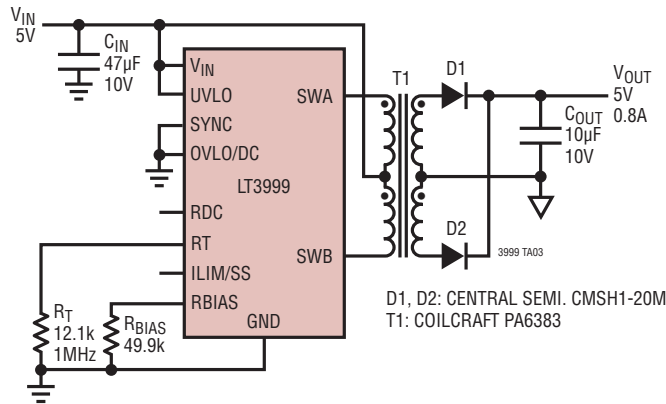 VIN
5V
CIN
47µF
10V
VIN
UVLO
SYNC
OVLO/DC
LT3999
RDC
RT
ILIM/SS
RBIAS
GND
SWA
SWB
T1
D1
D2
VOUT
5V
0.8A
COUT
10µF
10V
3999 TA03
RT
12.1k
1MHz
RBIAS
49.9k
D1, D2: CENTRAL SEMI. CMSH1-20M
T1: COILCRAFT PA6383